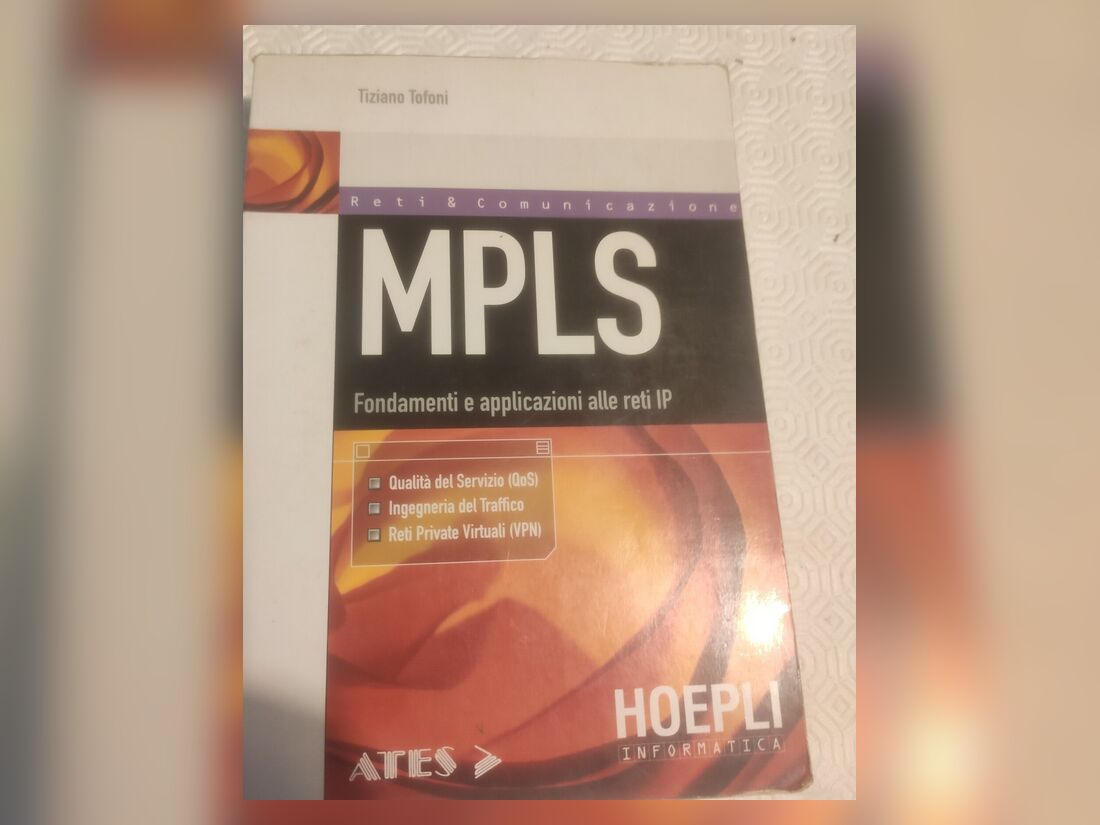 Tiziano Tofoni
Reti & Comunicazione
MPLS
Fondamenti e applicazioni alle reti IP
Qualità del Servizio (QoS)
Ingegneria del Traffico
Reti Private Virtuali (VPN)
HOEPLI
INFORMATICA
ATES